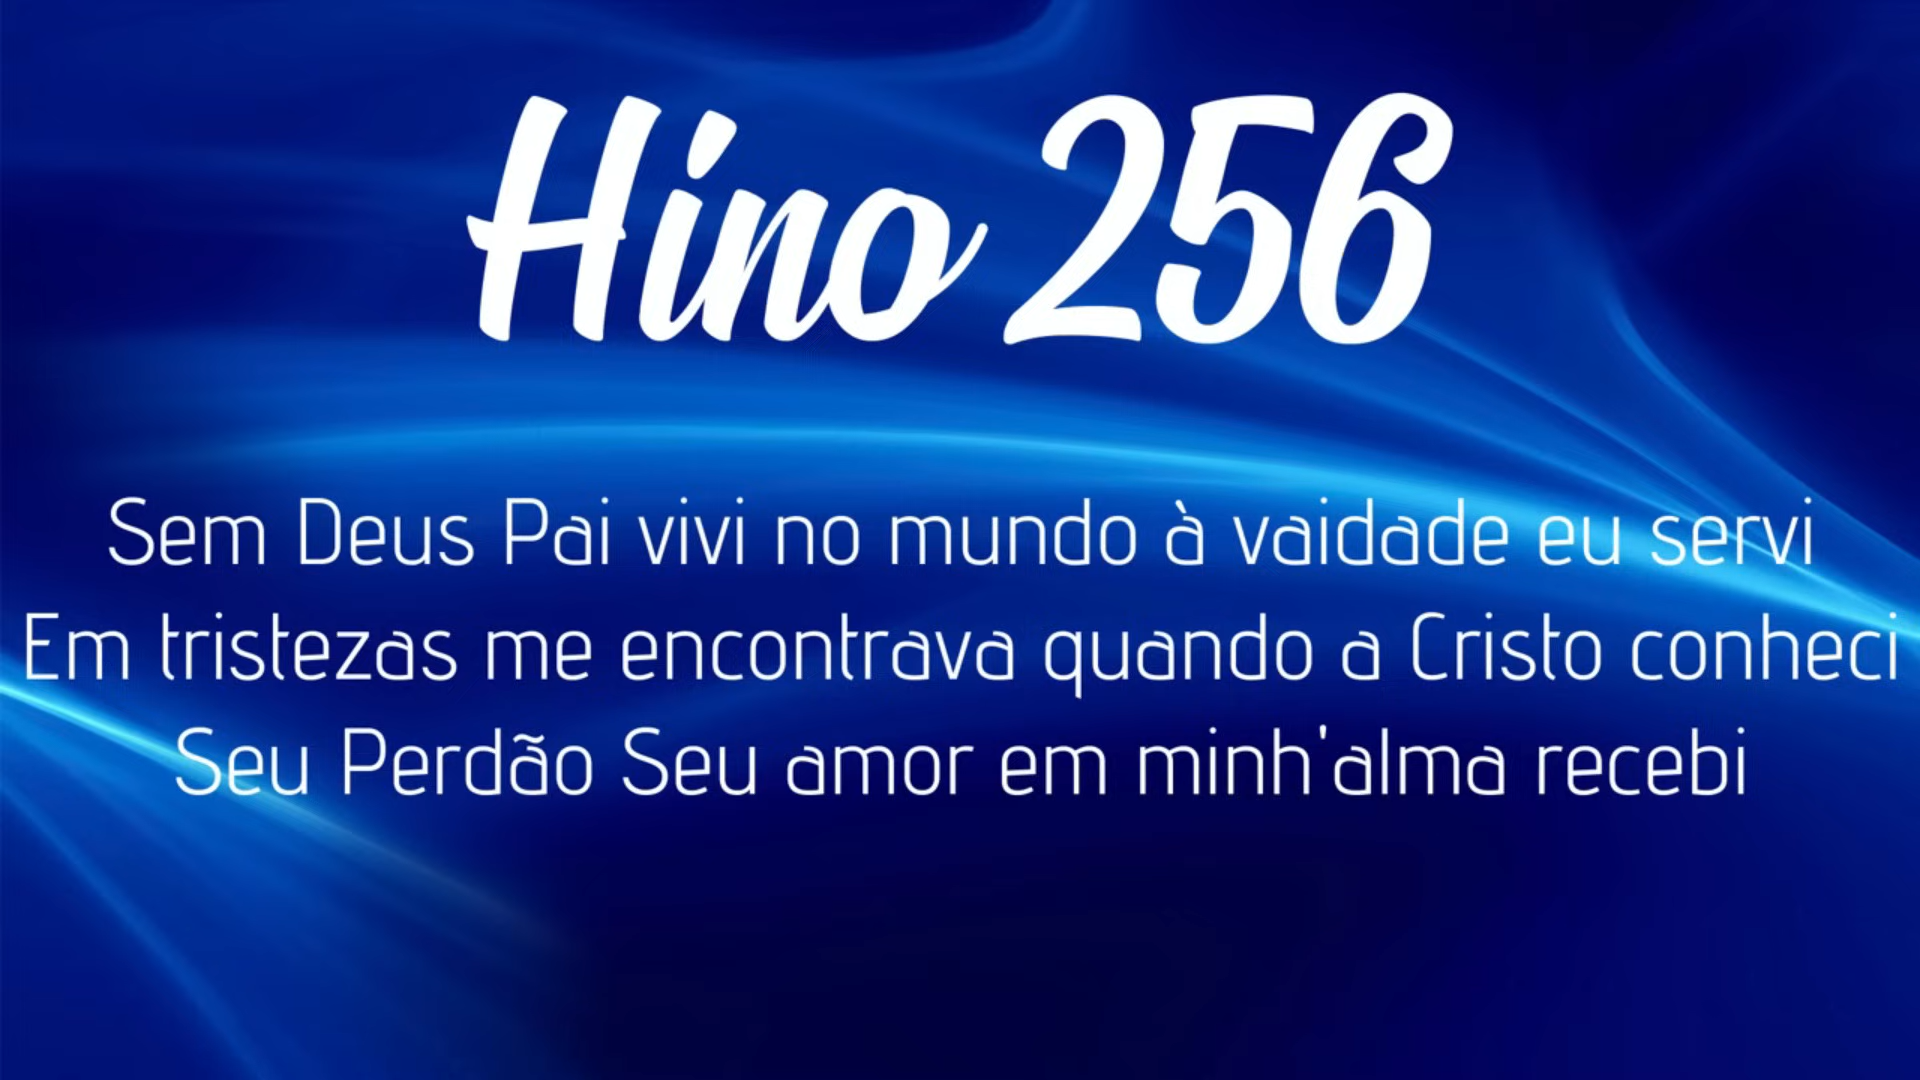 Hino 256
Sem Deus Pai vivi no mundo à vaidade eu servi
Em tristezas me encontrava quando a Cristo conheci
Seu Perdão Seu amor em minh'alma recebi